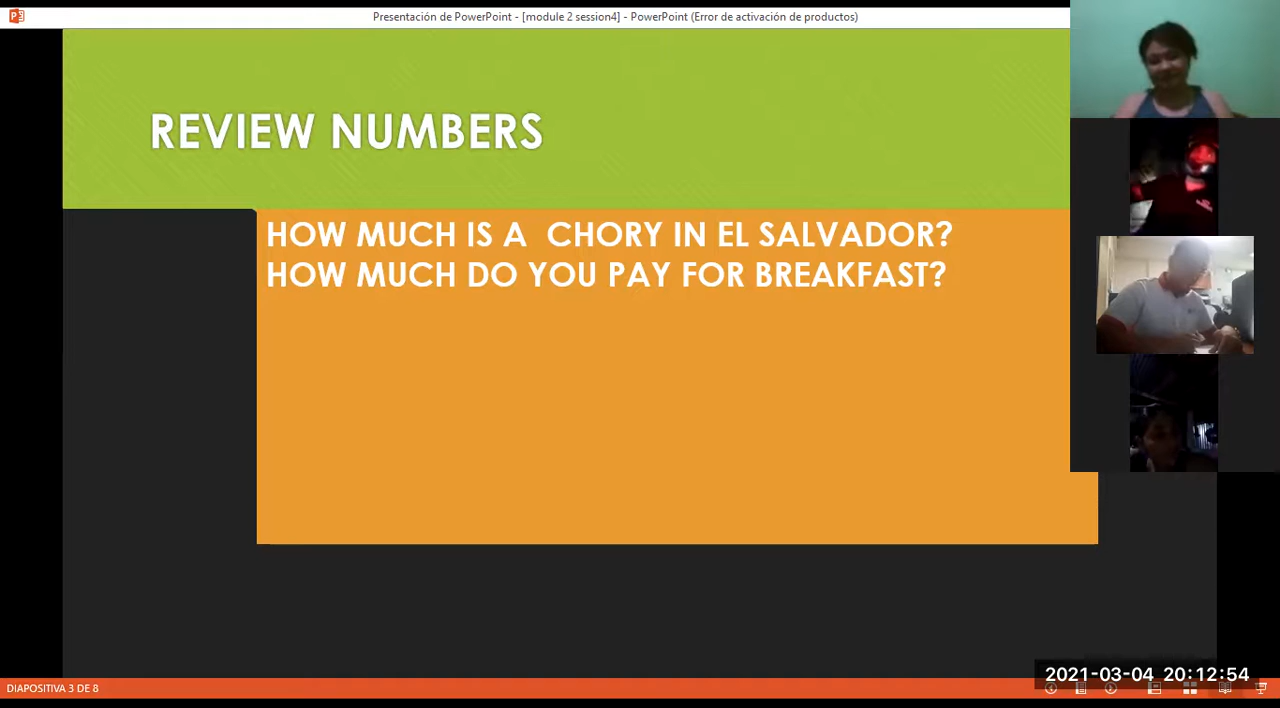 Presentación de PowerPoint - [module 2 session4] - PowerPoint (Error de activación de productos)
REVIEW NUMBERS
HOW MUCH IS A CHORY IN EL SALVADOR?
HOW MUCH DO YOU PAY FOR BREAKFAST?
2021-03-04 20:12:54
DIAPOSITIVA 3 DE 8